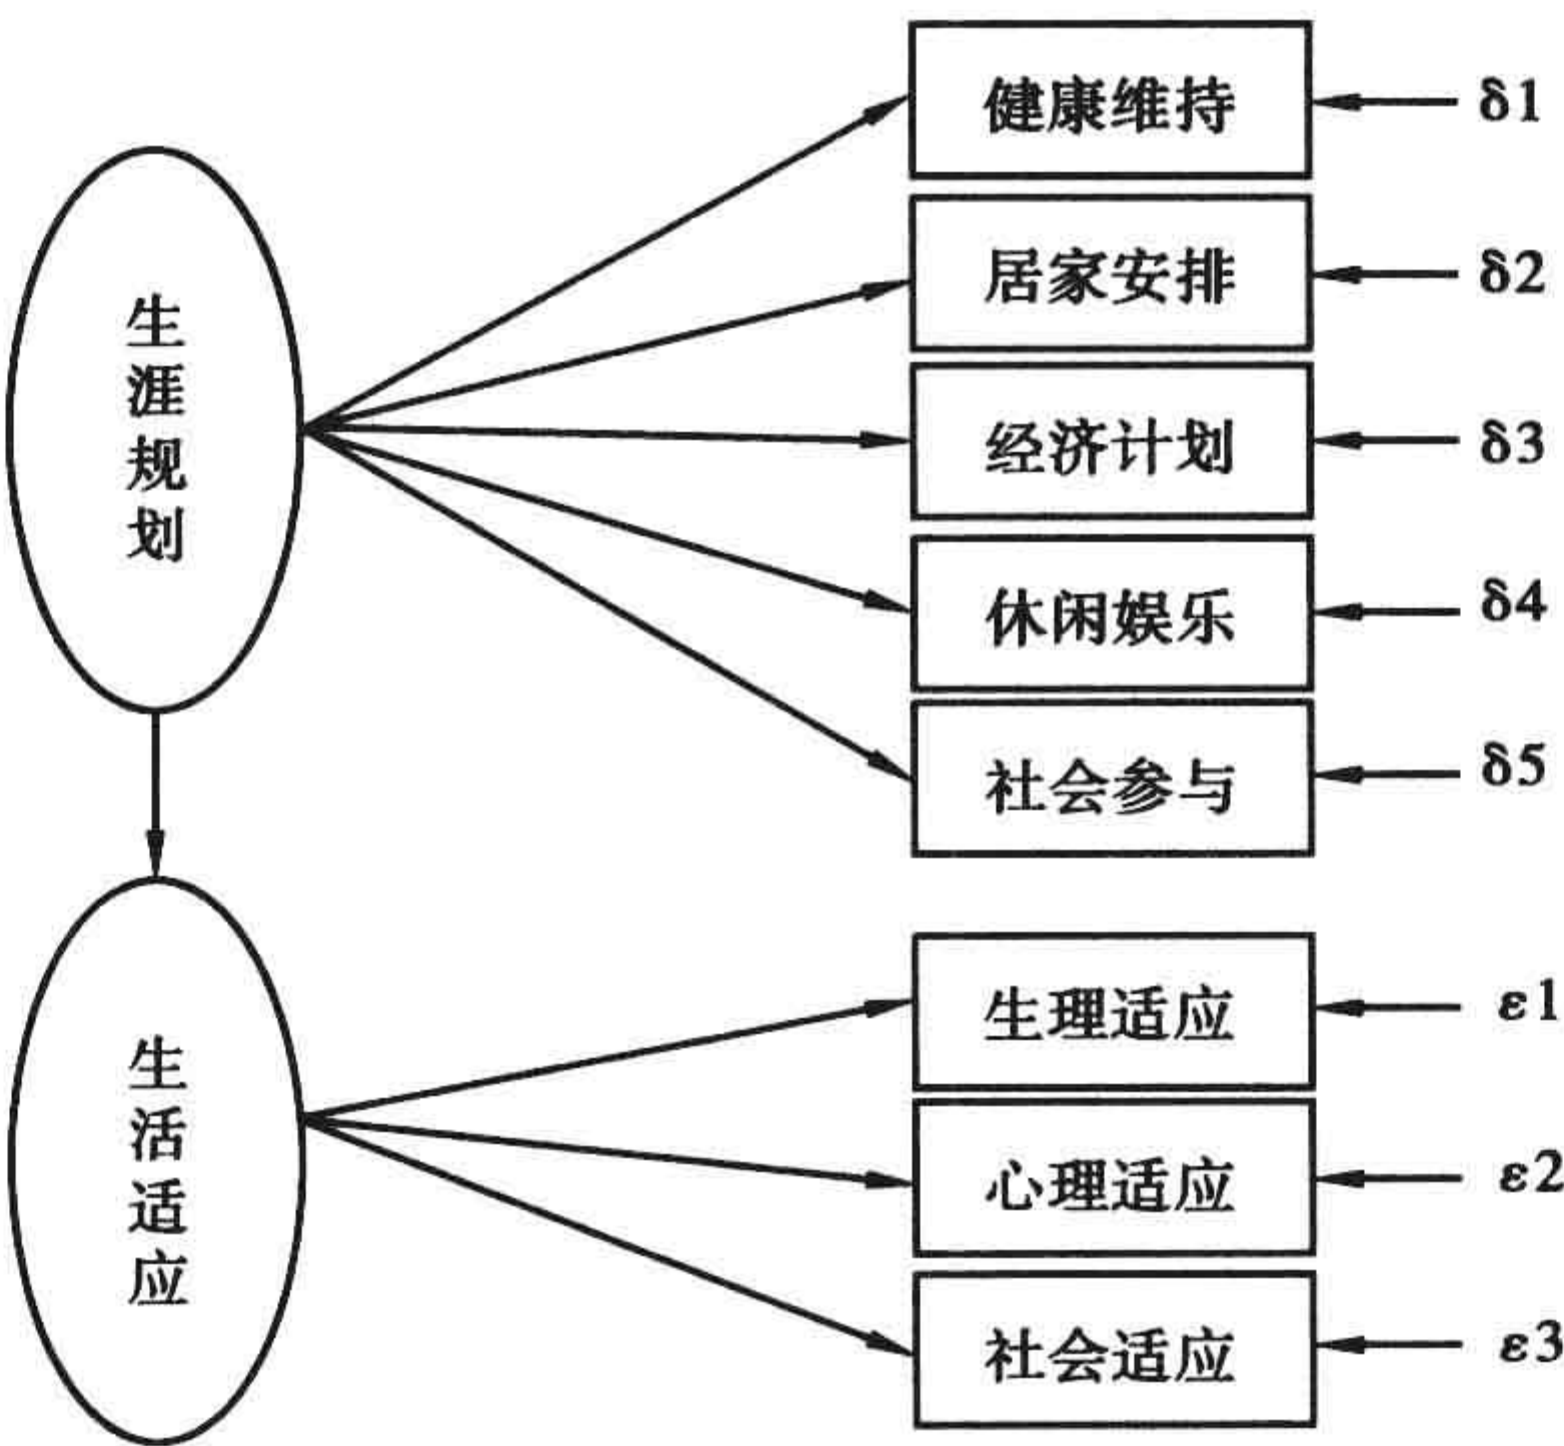 生涯规划
健康维持
δ1
居家安排
δ2
经济计划
δ3
休闲娱乐
δ4
社会参与
δ5
生活适应
生理适应
ε1
心理适应
ε2
社会适应
ε3